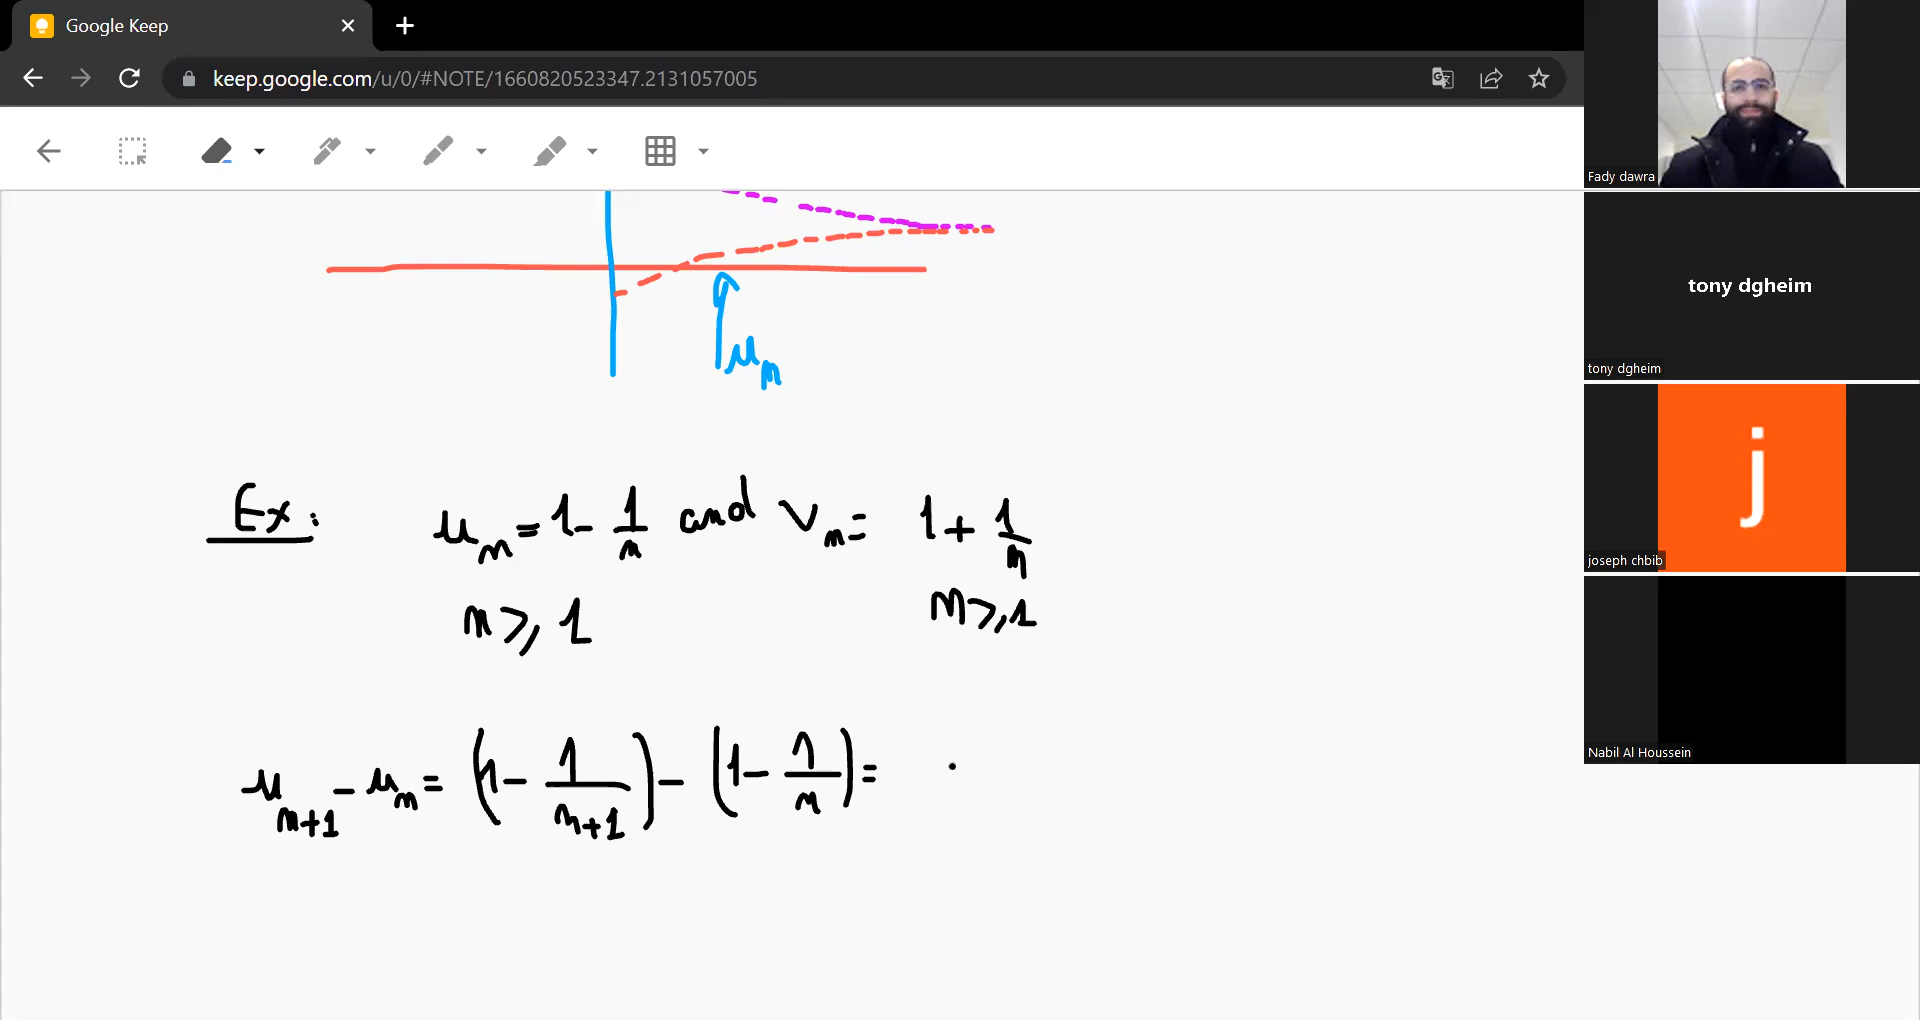 Google Keep
keep.google.com/u/0/#NOTE/1660820523347.2131057005
Fady dawra
tony dgheim
tony dgheim
j
joseph chbib
Nabil Al Houssein
u_n
Ex: u_n = 1 - 1/n and v_n = 1 + 1/n
n ≥ 1 n ≥ 1
u_{n+1} - u_n = (1 - 1/(n+1)) - (1 - 1/n) =